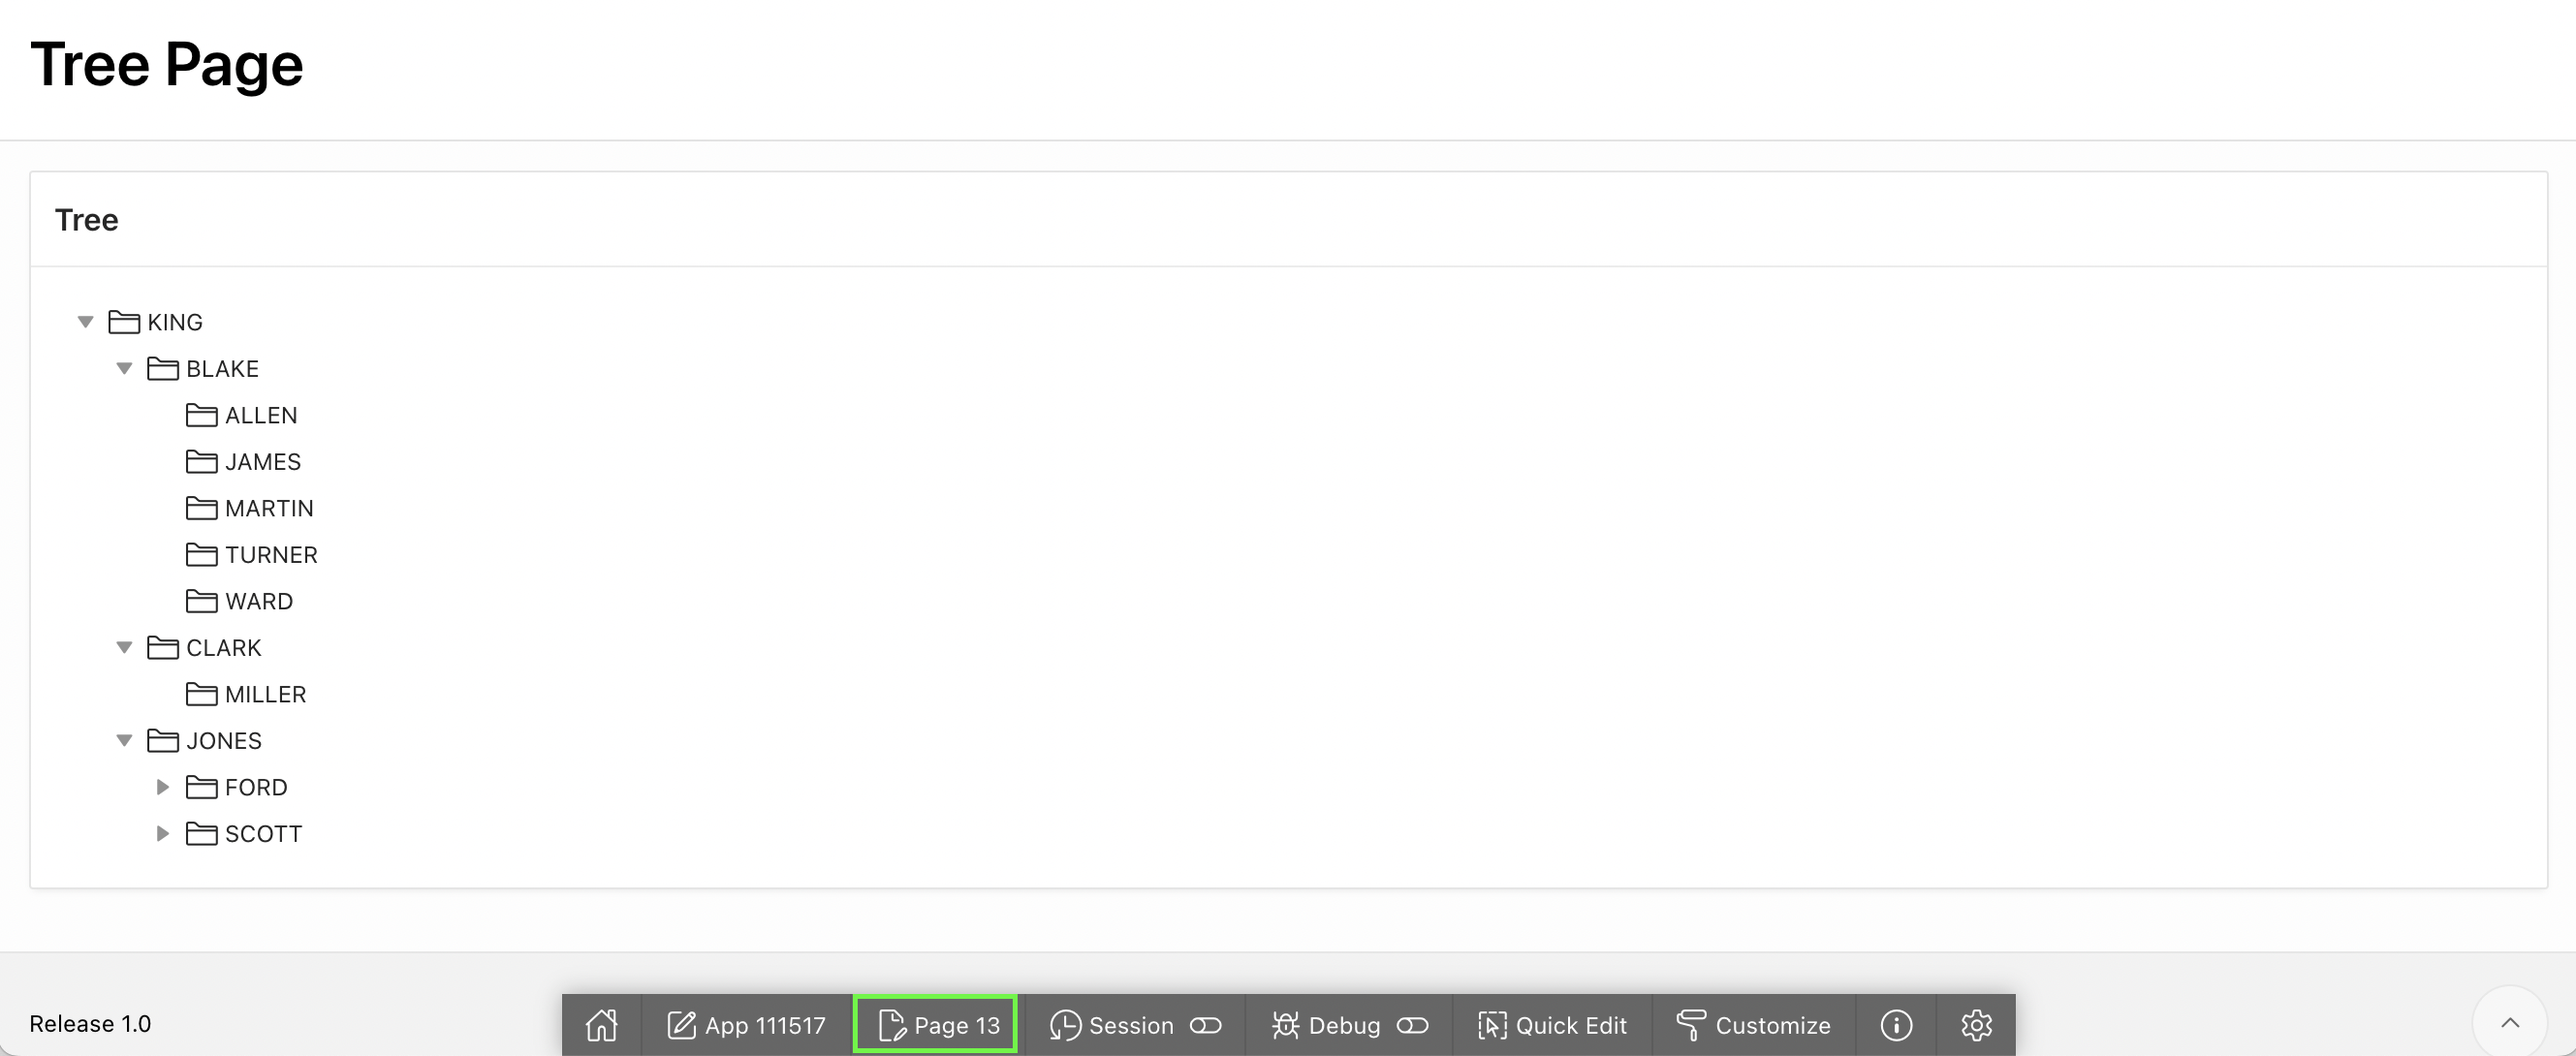 Tree Page
Tree
KING
BLAKE
ALLEN
JAMES
MARTIN
TURNER
WARD
CLARK
MILLER
JONES
FORD
SCOTT
Release 1.0
App 111517 Page 13 Session Debug Quick Edit Customize